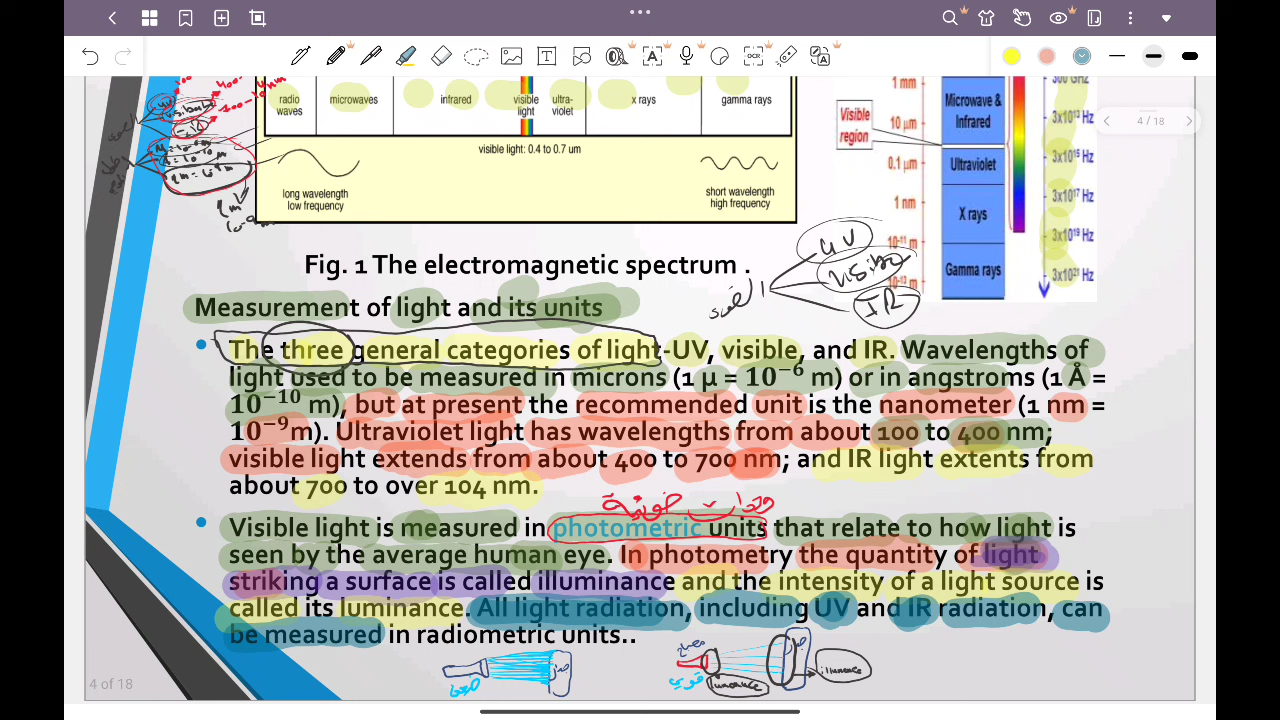 radio waves
microwaves
infrared
visible light
ultra-violet
x rays
gamma rays
visible light: 0.4 to 0.7 um
long wavelength
low frequency
short wavelength
high frequency
Visible region
1 mm
10 μm
0.1 μm
1 nm
10⁻¹¹ m
Microwave & Infrared
Ultraviolet
X rays
Gamma rays
300 GHz
3x10¹³ Hz
3x10¹⁵ Hz
3x10¹⁷ Hz
3x10¹⁹ Hz
3x10²¹ Hz
4 / 18
UV
IR
Fig. 1 The electromagnetic spectrum .
Measurement of light and its units
• The three general categories of light-UV, visible, and IR. Wavelengths of
light used to be measured in microns (1 μ = 10⁻⁶ m) or in angstroms (1 Å =
10⁻¹⁰ m), but at present the recommended unit is the nanometer (1 nm =
10⁻⁹m). Ultraviolet light has wavelengths from about 100 to 400 nm;
visible light extends from about 400 to 700 nm; and IR light extents from
about 700 to over 104 nm.
وحدات ضوئية
• Visible light is measured in photometric units that relate to how light is
seen by the average human eye. In photometry the quantity of light
striking a surface is called illuminance and the intensity of a light source is
called its luminance. All light radiation, including UV and IR radiation, can
be measured in radiometric units..
قوي
4 of 18